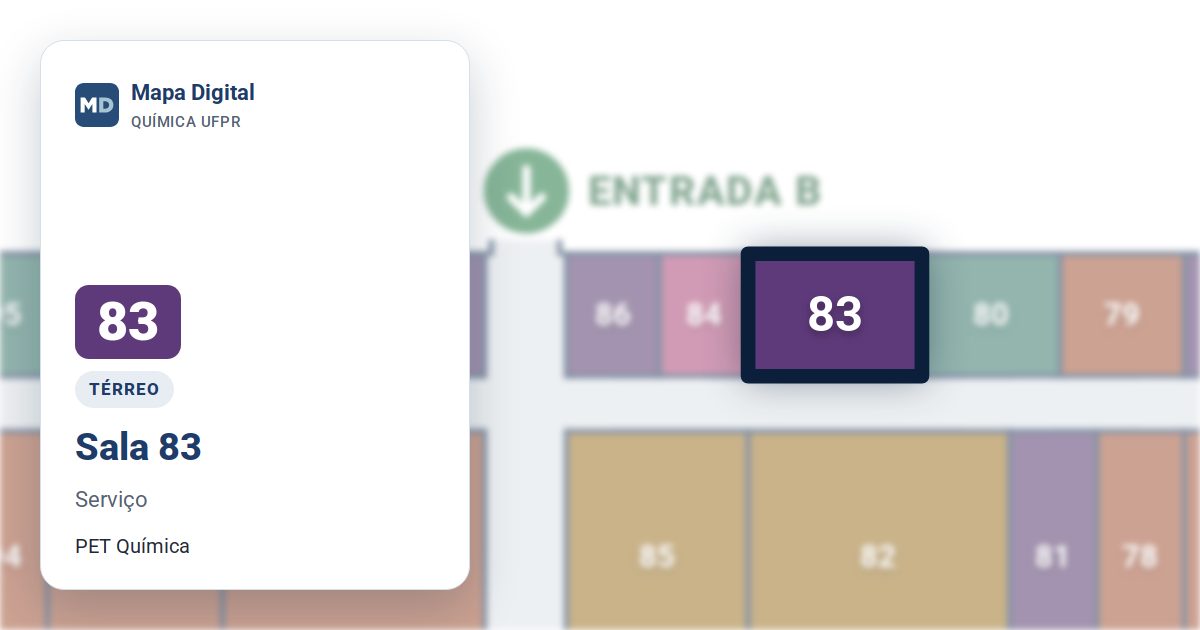 MD
Mapa Digital
QUÍMICA UFPR
83
TÉRREO
Sala 83
Serviço
PET Química
ENTRADA B
86
84
83
80
79
85
82
81
78